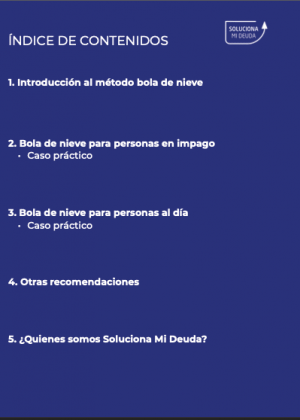 ÍNDICE DE CONTENIDOS
SOLUCIONA
MI DEUDA
1. Introducción al método bola de nieve
2. Bola de nieve para personas en impago
• Caso práctico
3. Bola de nieve para personas al día
• Caso práctico
4. Otras recomendaciones
5. ¿Quienes somos Soluciona Mi Deuda?